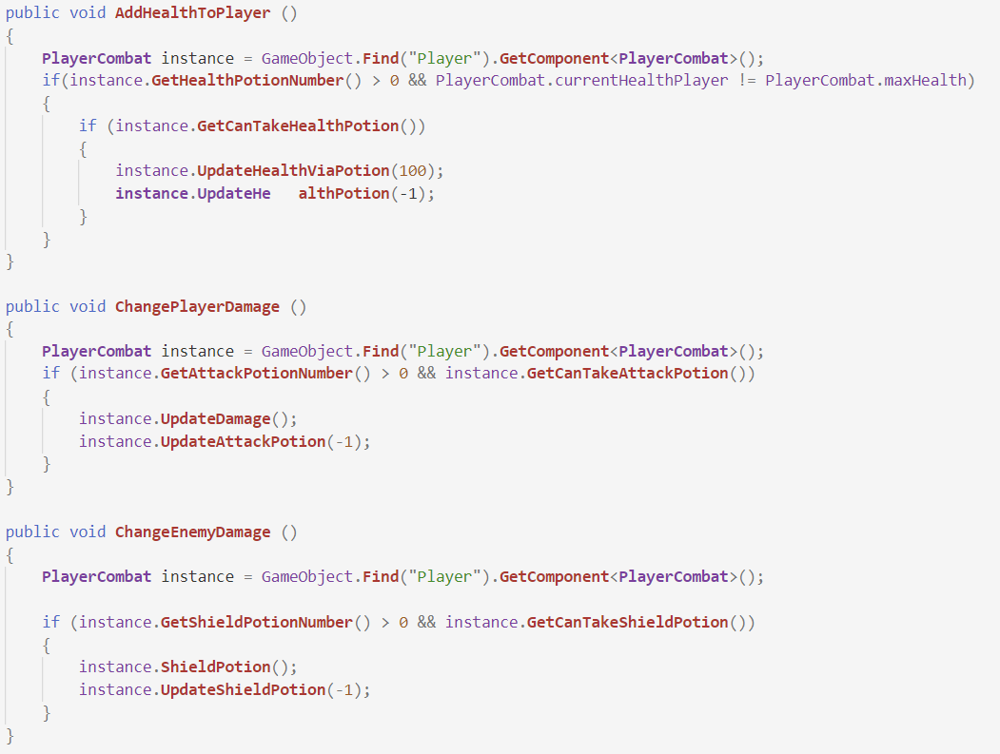 public void AddHealthToPlayer ()
{
    PlayerCombat instance = GameObject.Find("Player").GetComponent<PlayerCombat>();
    if(instance.GetHealthPotionNumber() > 0 && PlayerCombat.currentHealthPlayer != PlayerCombat.maxHealth)
    {
        if (instance.GetCanTakeHealthPotion())
        {
            instance.UpdateHealthViaPotion(100);
            instance.UpdateHe   althPotion(-1);
        }
    }
}

public void ChangePlayerDamage ()
{
    PlayerCombat instance = GameObject.Find("Player").GetComponent<PlayerCombat>();
    if (instance.GetAttackPotionNumber() > 0 && instance.GetCanTakeAttackPotion())
    {
        instance.UpdateDamage();
        instance.UpdateAttackPotion(-1);
    }
}

public void ChangeEnemyDamage ()
{
    PlayerCombat instance = GameObject.Find("Player").GetComponent<PlayerCombat>();

    if (instance.GetShieldPotionNumber() > 0 && instance.GetCanTakeShieldPotion())
    {
        instance.ShieldPotion();
        instance.UpdateShieldPotion(-1);
    }
}